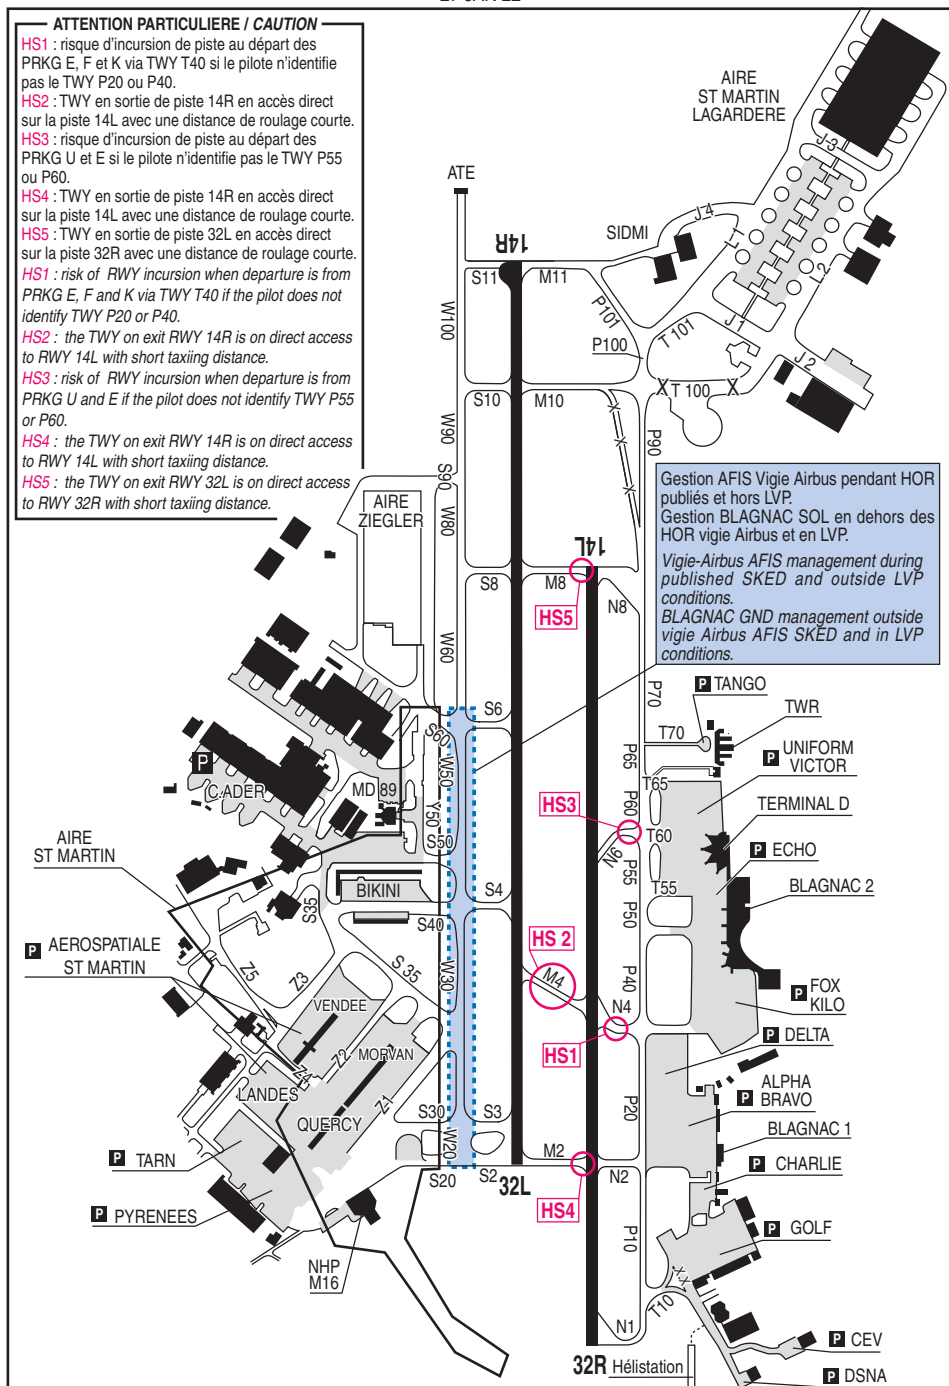 ATTENTION PARTICULIERE / CAUTION
HS1 : risque d'incursion de piste au départ des
PRKG E, F et K via TWY T40 si le pilote n'identifie
pas le TWY P20 ou P40.
HS2 : TWY en sortie de piste 14R en accès direct
sur la piste 14L avec une distance de roulage courte.
HS3 : risque d'incursion de piste au départ des
PRKG U et E si le pilote n'identifie pas le TWY P55
ou P60.
HS4 : TWY en sortie de piste 14R en accès direct
sur la piste 14L avec une distance de roulage courte.
HS5 : TWY en sortie de piste 32L en accès direct
sur la piste 32R avec une distance de roulage courte.
HS1 : risk of RWY incursion when departure is from
PRKG E, F and K via TWY T40 if the pilot does not
identify TWY P20 or P40.
HS2 : the TWY on exit RWY 14R is on direct access
to RWY 14L with short taxiing distance.
HS3 : risk of RWY incursion when departure is from
PRKG U and E if the pilot does not identify TWY P55
or P60.
HS4 : the TWY on exit RWY 14R is on direct access
to RWY 14L with short taxiing distance.
HS5 : the TWY on exit RWY 32L is on direct access
to RWY 32R with short taxiing distance.
AIRE
ST MARTIN
LAGARDERE
J3
ATE
J4
L1
SIDMI
14R
L2
S11
M11
W100
P101
J1
T 101
P100
J2
X T 100 X
S10
M10
W90
P90
X
X
X
S90
Gestion AFIS Vigie Airbus pendant HOR
publiés et hors LVP.
Gestion BLAGNAC SOL en dehors des
HOR vigie Airbus et en LVP.
Vigie-Airbus AFIS management during
published SKED and outside LVP
conditions.
BLAGNAC GND management outside
vigie Airbus AFIS SKED and in LVP
conditions.
AIRE
ZIEGLER
W80
14L
S8
M8
N8
HS5
W60
P70
P TANGO
S6
T70
TWR
S60
P UNIFORM
VICTOR
P65
W50
P
C.ADER
MD 89
T65
Y50
HS3
P60
TERMINAL D
AIRE
ST MARTIN
T60
S50
N6
P ECHO
P55
BIKINI
S4
T55
BLAGNAC 2
S35
P50
S40
HS 2
P AEROSPATIALE
ST MARTIN
Z5
Z3
S 35
W30
M4
P40
P FOX
KILO
VENDEE
N4
P DELTA
Z2
MORVAN
HS1
Z4
LANDES
P ALPHA
BRAVO
Z1
QUERCY
S30
S3
P20
BLAGNAC 1
W20
M2
P TARN
P CHARLIE
S20
S2
32L
N2
HS4
P PYRENEES
P GOLF
P10
NHP
M16
X X
T10
N1
P CEV
32R Hélistation
P DSNA